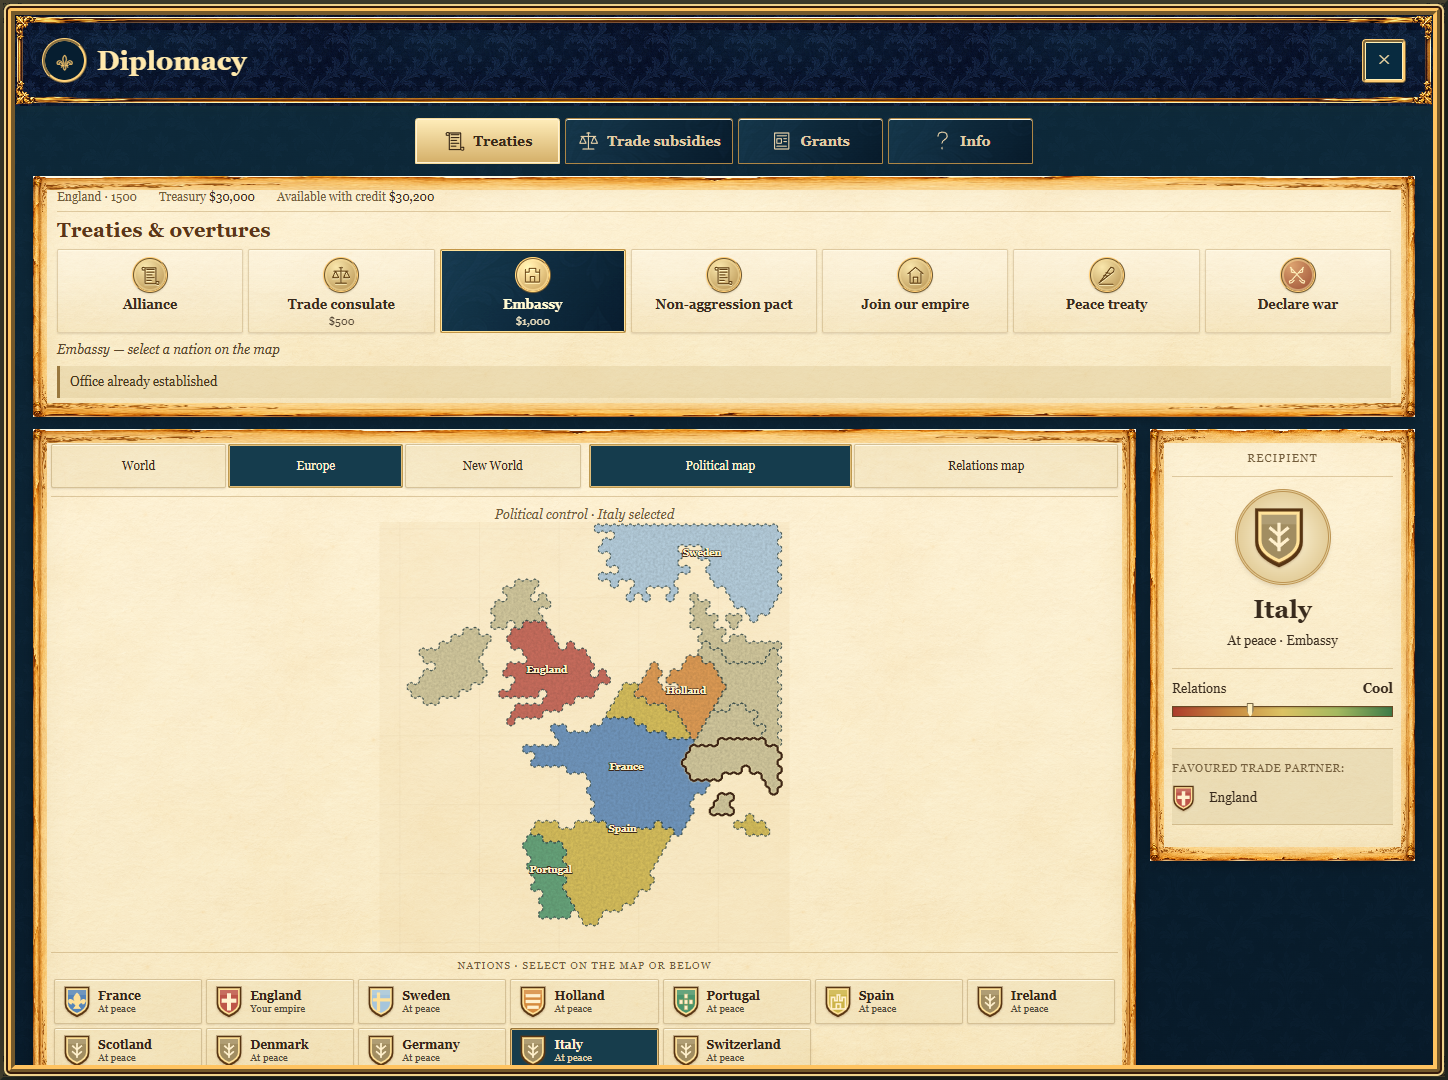 Diplomacy
×
Treaties
Trade subsidies
Grants
? Info
England · 1500 Treasury $30,000 Available with credit $30,200
Treaties & overtures
Alliance
Trade consulate
$500
Embassy
$1,000
Non-aggression pact
Join our empire
Peace treaty
Declare war
Embassy — select a nation on the map
Office already established
World
Europe
New World
Political map
Relations map
Political control · Italy selected
Sweden
England
Holland
France
Spain
Portugal
NATIONS · SELECT ON THE MAP OR BELOW
France
At peace
England
Your empire
Sweden
At peace
Holland
At peace
Portugal
At peace
Spain
At peace
Ireland
At peace
Scotland
At peace
Denmark
At peace
Germany
At peace
Italy
At peace
Switzerland
At peace
RECIPIENT
Italy
At peace · Embassy
Relations Cool
FAVOURED TRADE PARTNER:
England